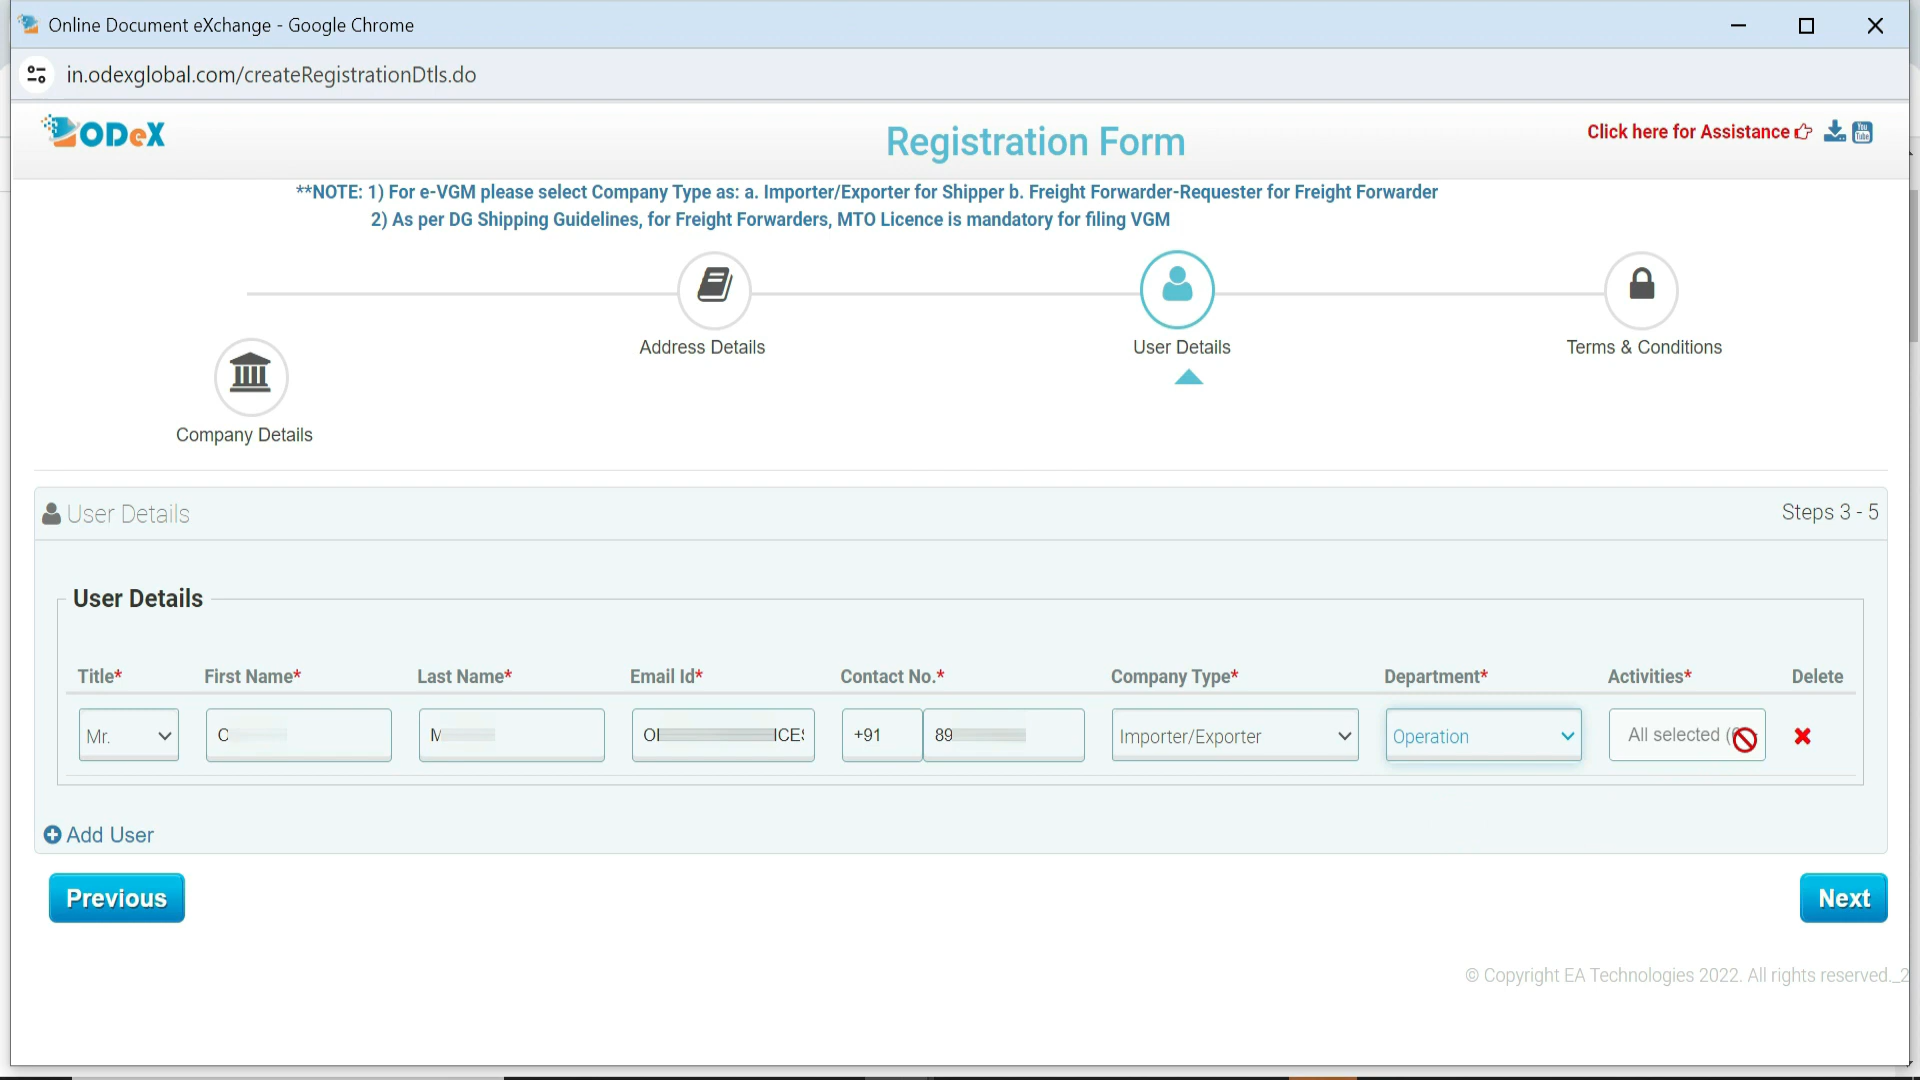 Online Document eXchange - Google Chrome
in.odexglobal.com/createRegistrationDtls.do
ODeX
Registration Form
Click here for Assistance
You Tube
**NOTE: 1) For e-VGM please select Company Type as: a. Importer/Exporter for Shipper b. Freight Forwarder-Requester for Freight Forwarder
2) As per DG Shipping Guidelines, for Freight Forwarders, MTO Licence is mandatory for filing VGM
Address Details
User Details
Terms & Conditions
Company Details
User Details
Steps 3 - 5
User Details
Title* First Name* Last Name* Email Id* Contact No.* Company Type* Department* Activities* Delete
Mr. +91 89 Importer/Exporter Operation All selected
Add User
Previous
Next
© Copyright EA Technologies 2022. All rights reserved._2